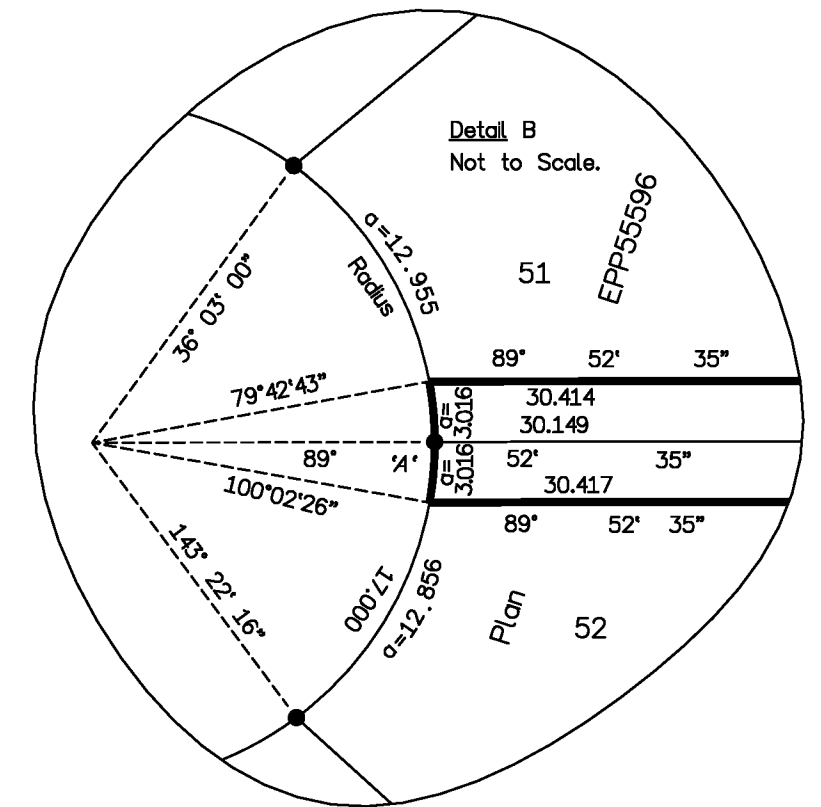 Detail B
Not to Scale.
EPP55596
51
a=12.955
Radius
36° 03' 00"
89° 52' 35"
79°42'43"
a=
3.016
30.414
30.149
89° 'A' 52' 35"
a=
3.016
30.417
100°02'26"
89° 52' 35"
143° 22' 16"
17.000
a=12.856
Plan
52